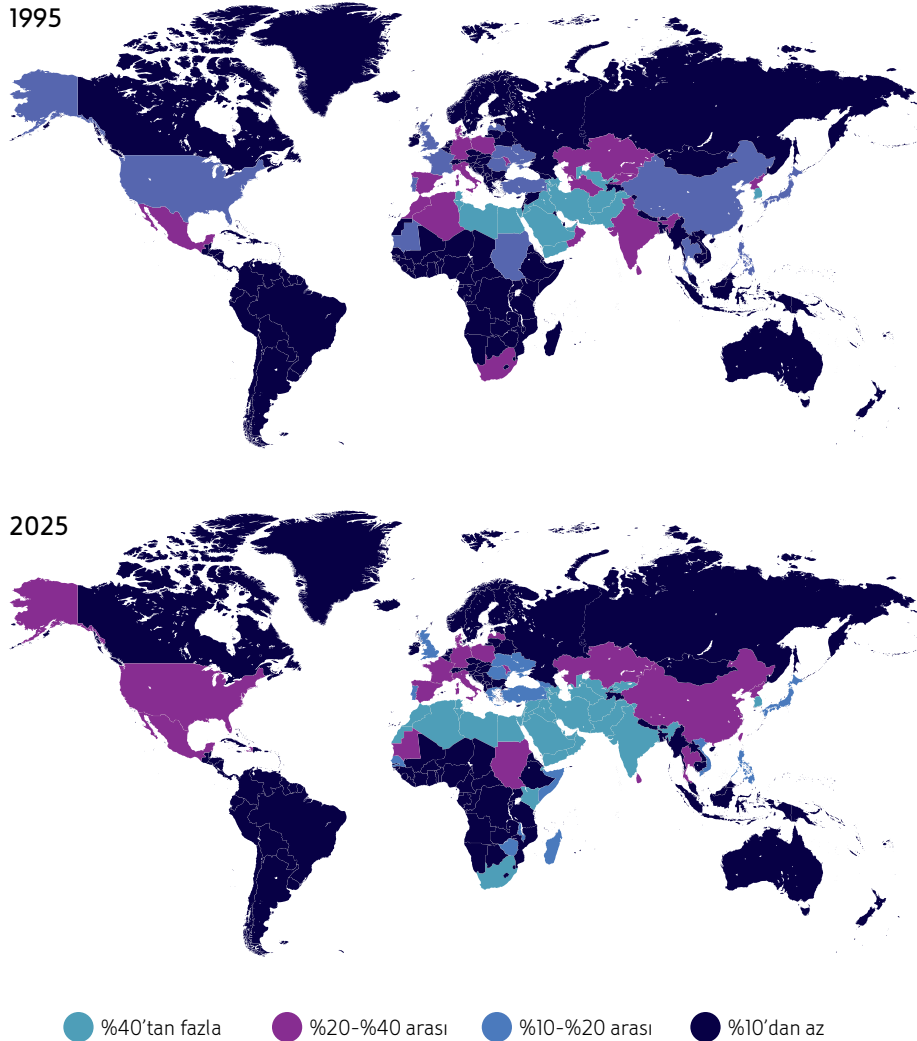 1995
2025
%40'tan fazla
%20-%40 arası
%10-%20 arası
%10'dan az